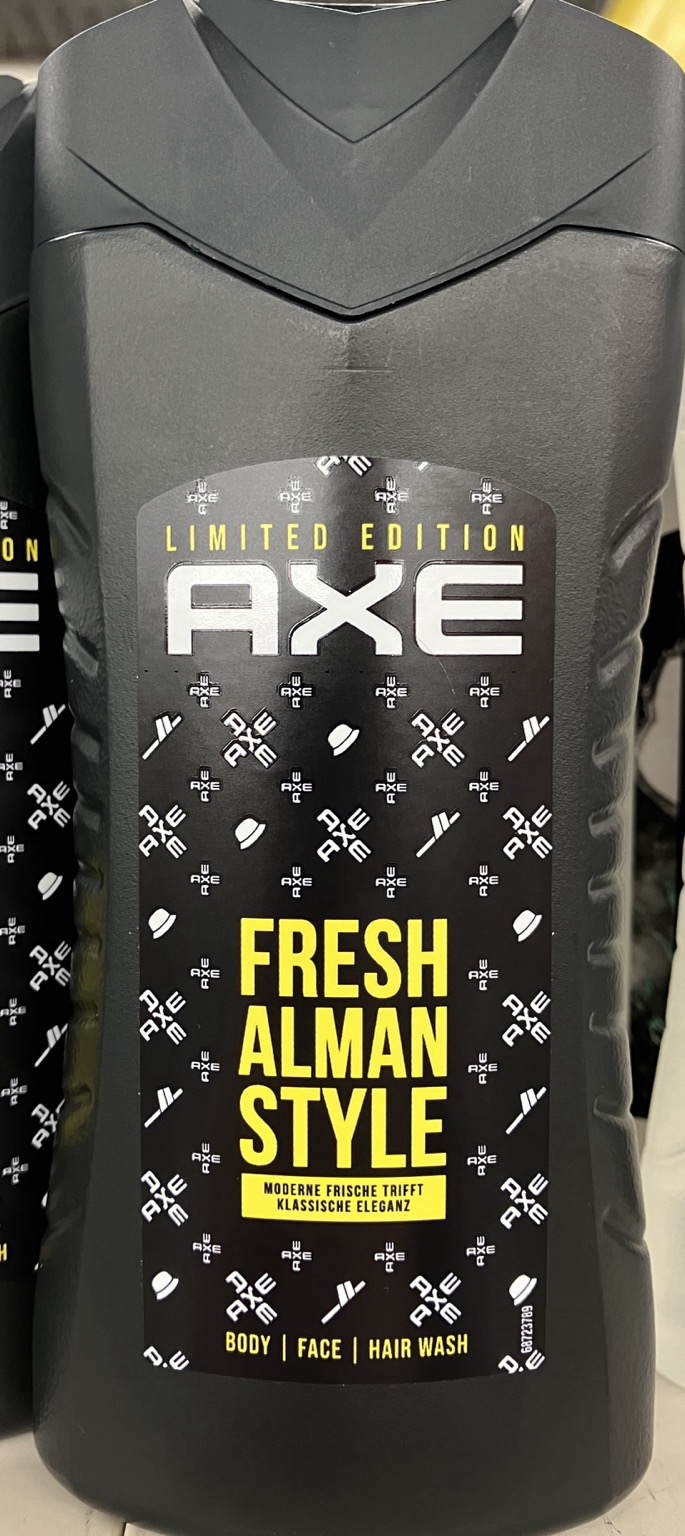 LIMITED EDITION
AXE
FRESH
ALMAN
STYLE
MODERNE FRISCHE TRIFFT
KLASSISCHE ELEGANZ
BODY | FACE | HAIR WASH
68723789